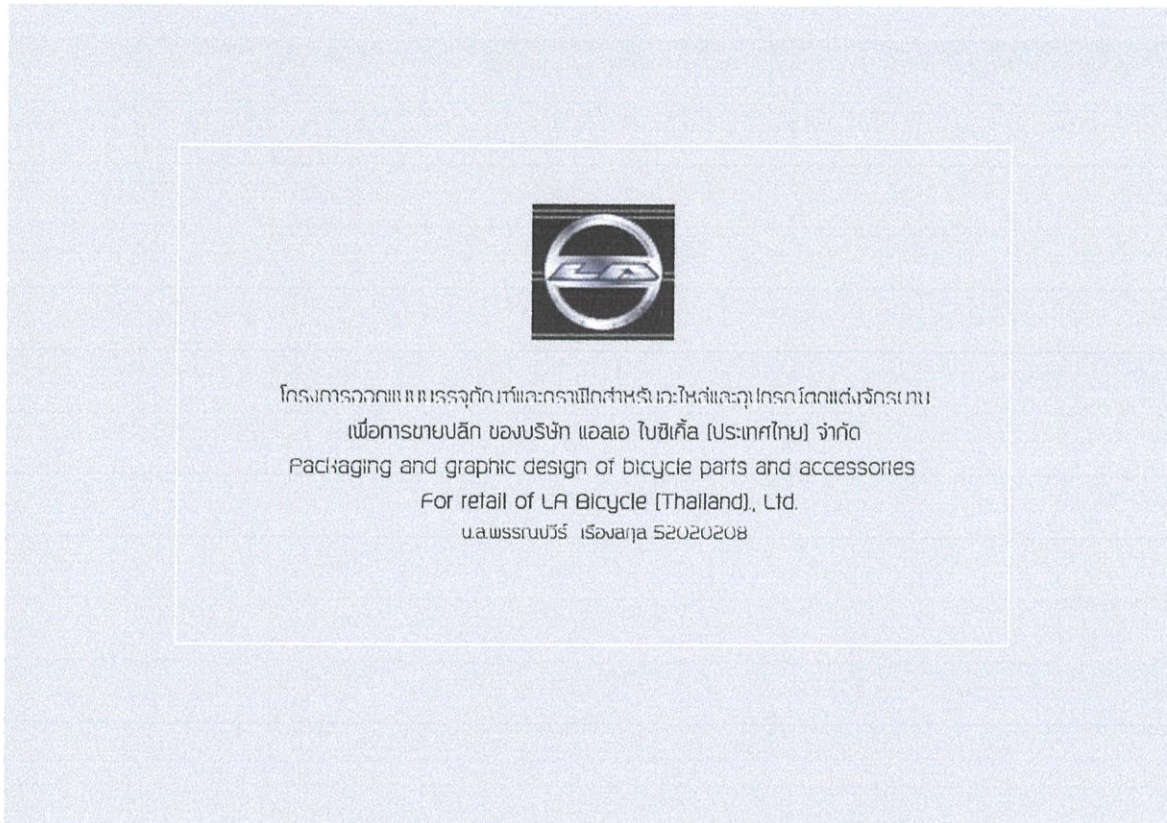 LA
โครงการออกแบบบรรจุภัณฑ์และกราฟิกสำหรับอะไหล่และอุปกรณ์ตกแต่งจักรยาน
เพื่อการขายปลีก ของบริษัท แอลเอ ไบซิเคิ้ล [ประเทศไทย] จำกัด
Packaging and graphic design of bicycle parts and accessories
For retail of LA Bicycle [Thailand]., Ltd.
น.ส.พรรณปวีร์ เรืองสกุล 52020208